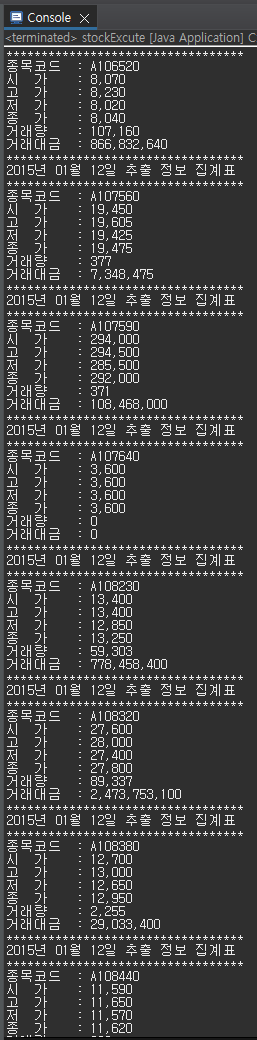 Console
<terminated> stockExcute [Java Application] C
**********************************
종목코드 : A106520
시 가 : 8,070
고 가 : 8,230
저 가 : 8,020
종 가 : 8,040
거래량 : 107,160
거래대금 : 866,832,640
**********************************
2015년 01월 12일 추출 정보 집계표
**********************************
종목코드 : A107560
시 가 : 19,450
고 가 : 19,605
저 가 : 19,425
종 가 : 19,475
거래량 : 377
거래대금 : 7,348,475
**********************************
2015년 01월 12일 추출 정보 집계표
**********************************
종목코드 : A107590
시 가 : 294,000
고 가 : 294,500
저 가 : 285,500
종 가 : 292,000
거래량 : 371
거래대금 : 108,468,000
**********************************
2015년 01월 12일 추출 정보 집계표
**********************************
종목코드 : A107640
시 가 : 3,600
고 가 : 3,600
저 가 : 3,600
종 가 : 3,600
거래량 : 0
거래대금 : 0
**********************************
2015년 01월 12일 추출 정보 집계표
**********************************
종목코드 : A108230
시 가 : 13,400
고 가 : 13,400
저 가 : 12,850
종 가 : 13,250
거래량 : 59,303
거래대금 : 778,458,400
**********************************
2015년 01월 12일 추출 정보 집계표
**********************************
종목코드 : A108320
시 가 : 27,600
고 가 : 28,000
저 가 : 27,400
종 가 : 27,800
거래량 : 89,337
거래대금 : 2,473,753,100
**********************************
2015년 01월 12일 추출 정보 집계표
**********************************
종목코드 : A108380
시 가 : 12,700
고 가 : 13,000
저 가 : 12,650
종 가 : 12,950
거래량 : 2,255
거래대금 : 29,033,400
**********************************
2015년 01월 12일 추출 정보 집계표
**********************************
종목코드 : A108440
시 가 : 11,590
고 가 : 11,650
저 가 : 11,570
종 가 : 11,620